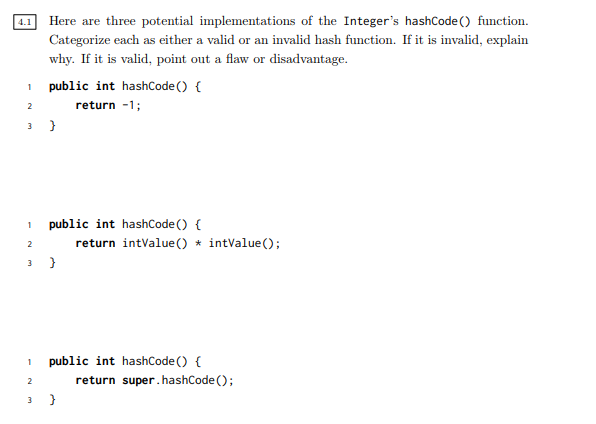 4.1 Here are three potential implementations of the Integer's hashCode() function.
Categorize each as either a valid or an invalid hash function. If it is invalid, explain
why. If it is valid, point out a flaw or disadvantage.
1 public int hashCode() {
2 return -1;
3 }
1 public int hashCode() {
2 return intValue() * intValue();
3 }
1 public int hashCode() {
2 return super.hashCode();
3 }